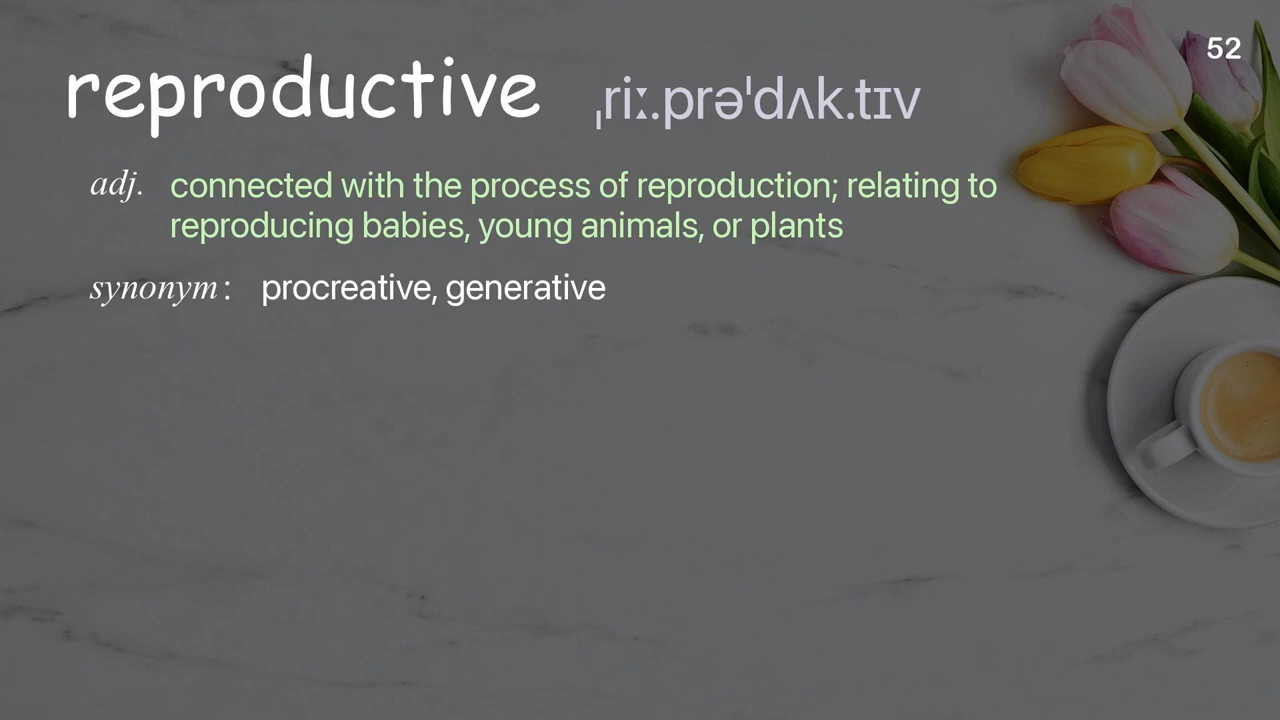 52
reproductive ˌriː.prəˈdʌk.tɪv
adj. connected with the process of reproduction; relating to
reproducing babies, young animals, or plants
synonym : procreative, generative